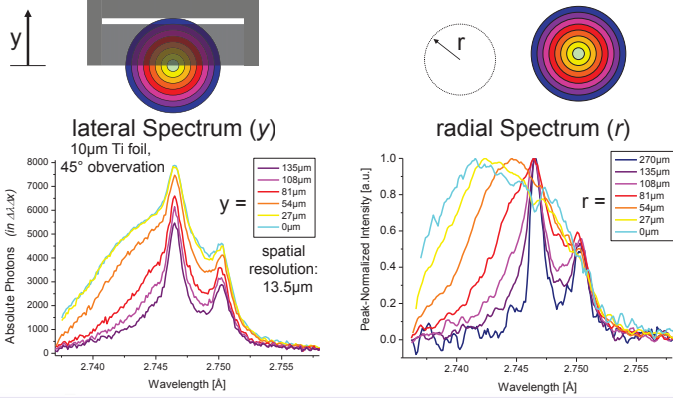 y
r
lateral Spectrum (y)
radial Spectrum (r)
10µm Ti foil,
45° obvervation
8000
7000
6000
5000
4000
3000
2000
1000
0
Absolute Photons (in ΔλΔx)
y =
135µm
108µm
81µm
54µm
27µm
0µm
spatial
resolution:
13.5µm
2.740 2.745 2.750 2.755
Wavelength [Å]
1.0
0.8
0.6
0.4
0.2
0.0
Peak-Normalized Intensity [a.u.]
r =
270µm
135µm
108µm
81µm
54µm
27µm
0µm
2.740 2.745 2.750 2.755
Wavelength [Å]